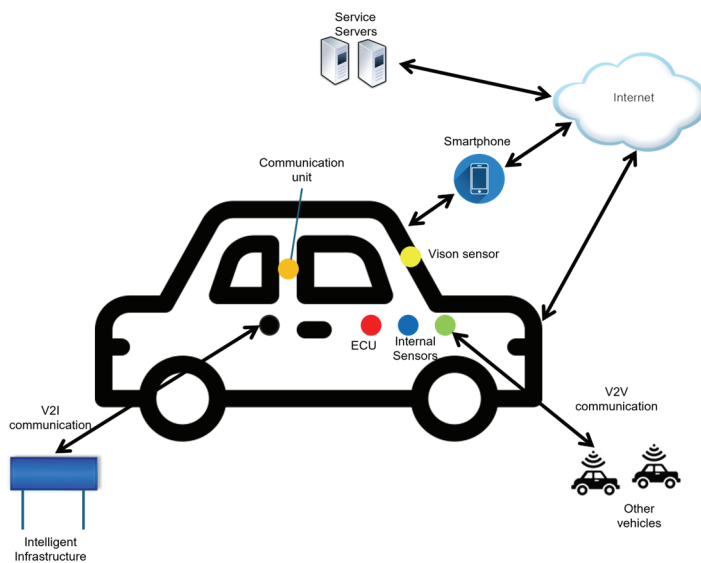 Service
Servers
Internet
Smartphone
Communication
unit
Vison sensor
ECU
Internal
Sensors
V2I
communication
V2V
communication
Other
vehicles
Intelligent
Infrastructure